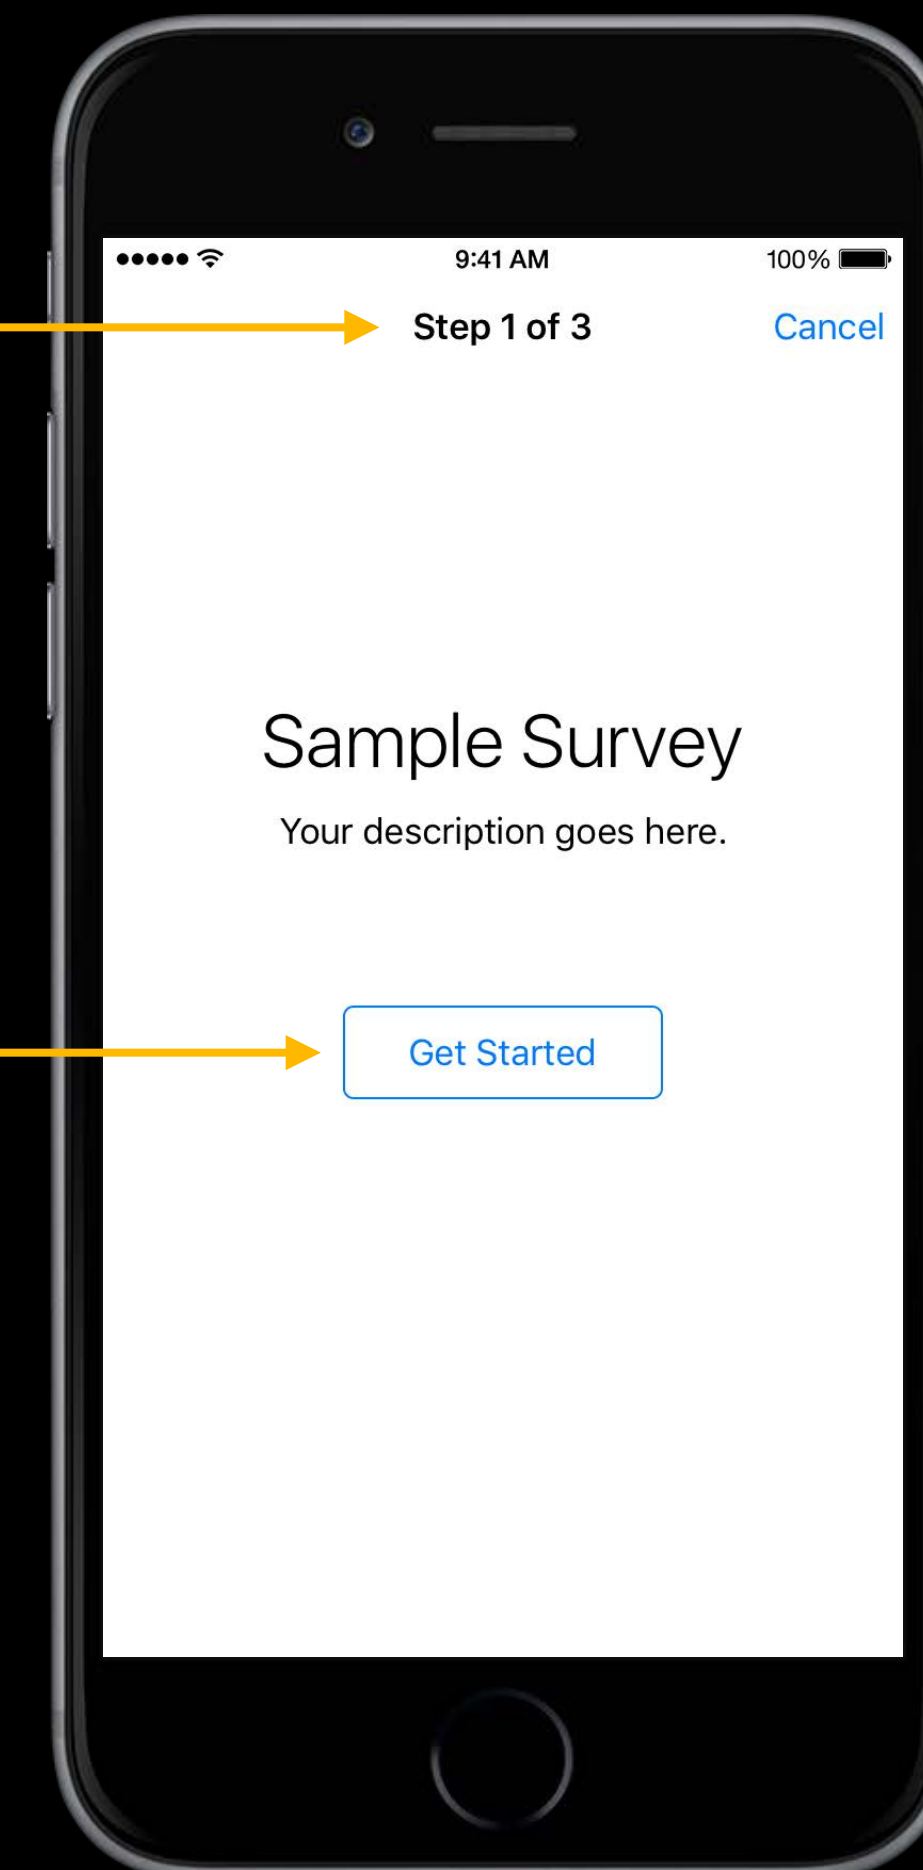 9:41 AM
100%
Step 1 of 3
Cancel
Sample Survey
Your description goes here.
Get Started